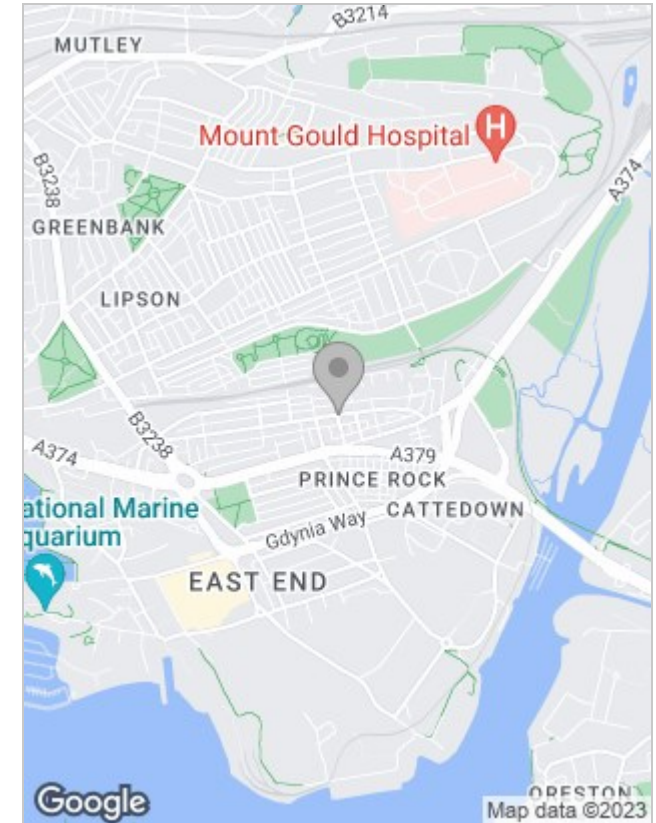 B3214
MUTLEY
Mount Gould Hospital
H
B3238
A374
GREENBANK
LIPSON
B3238
A374
A379
PRINCE ROCK
ational Marine
quarium
CATTEDOWN
Gdynia Way
EAST END
ORESTON
Google
Map data ©2023